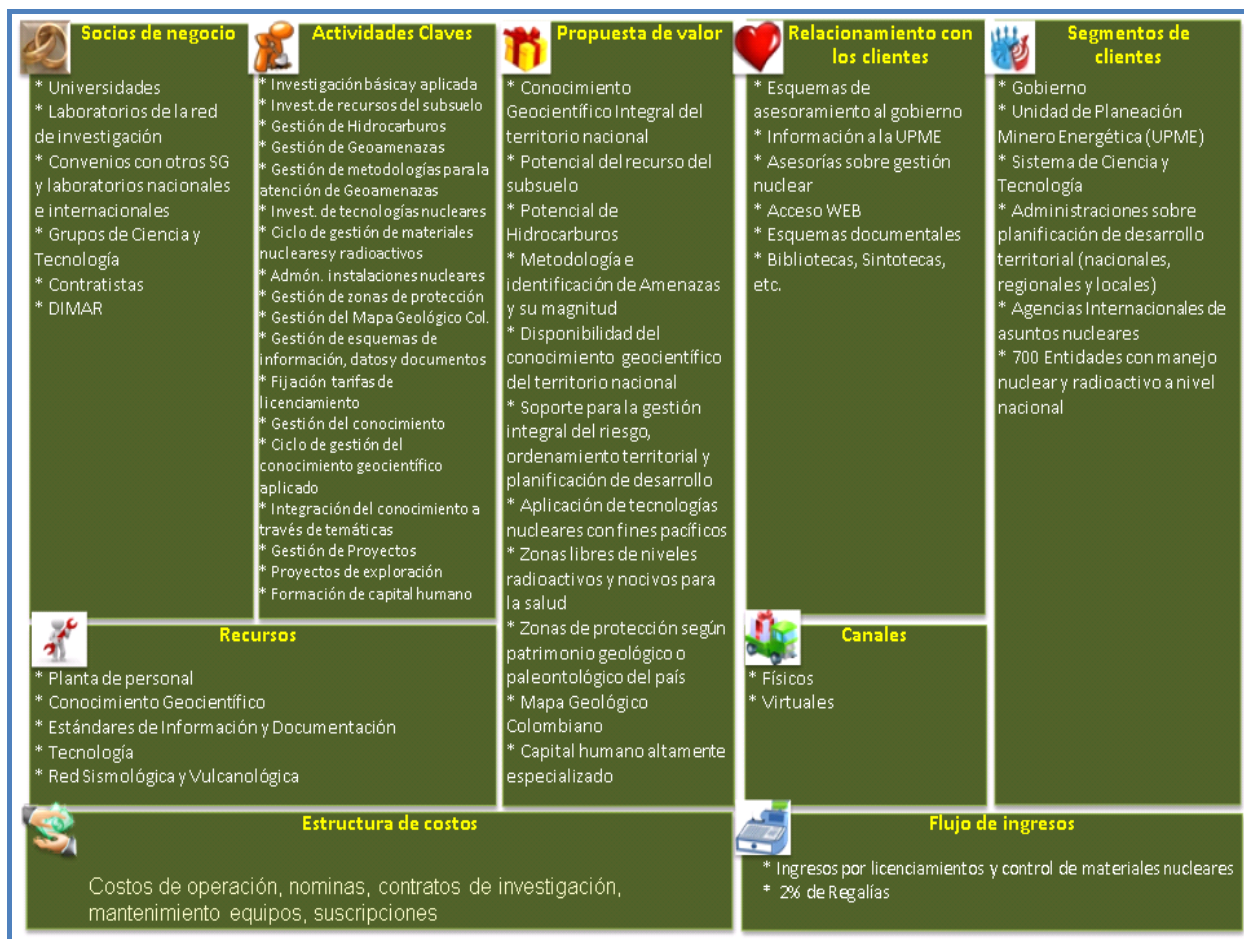 Socios de negocio
* Universidades
* Laboratorios de la red
de investigación
* Convenios con otros SG
y laboratorios nacionales
e internacionales
* Grupos de Ciencia y
Tecnología
* Contratistas
* DIMAR
Actividades Claves
* Investigación básica y aplicada
* Invest. de recursos del subsuelo
* Gestión de Hidrocarburos
* Gestión de Geoamenazas
* Gestión de metodologías para la
atención de Geoamenazas
* Invest. de tecnologías nucleares
* Ciclo de gestión de materiales
nucleares y radioactivos
* Admón. instalaciones nucleares
* Gestión de zonas de protección
* Gestión del Mapa Geológico Col.
* Gestión de esquemas de
información, datos y documentos
* Fijación tarifas de
licenciamiento
* Gestión del conocimiento
* Ciclo de gestión del
conocimiento geocientífico
aplicado
* Integración del conocimiento a
través de temáticas
* Gestión de Proyectos
* Proyectos de exploración
* Formación de capital humano
Propuesta de valor
* Conocimiento
Geocientífico Integral del
territorio nacional
* Potencial del recurso del
subsuelo
* Potencial de
Hidrocarburos
* Metodología e
identificación de Amenazas
y su magnitud
* Disponibilidad del
conocimiento geocientífico
del territorio nacional
* Soporte para la gestión
integral del riesgo,
ordenamiento territorial y
planificación de desarrollo
* Aplicación de tecnologías
nucleares con fines pacíficos
* Zonas libres de niveles
radioactivos y nocivos para
la salud
* Zonas de protección según
patrimonio geológico o
paleontológico del país
* Mapa Geológico
Colombiano
* Capital humano altamente
especializado
Relacionamiento con
los clientes
* Esquemas de
asesoramiento al gobierno
* Información a la UPME
* Asesorías sobre gestión
nuclear
* Acceso WEB
* Esquemas documentales
* Bibliotecas, Sintotecas,
etc.
Segmentos de
clientes
* Gobierno
* Unidad de Planeación
Minero Energética (UPME)
* Sistema de Ciencia y
Tecnología
* Administraciones sobre
planificación de desarrollo
territorial (nacionales,
regionales y locales)
* Agencias Internacionales de
asuntos nucleares
* 700 Entidades con manejo
nuclear y radioactivo a nivel
nacional
Recursos
* Planta de personal
* Conocimiento Geocientífico
* Estándares de Información y Documentación
* Tecnología
* Red Sismológica y Vulcanológica
Canales
* Físicos
* Virtuales
Estructura de costos
Costos de operación, nominas, contratos de investigación,
mantenimiento equipos, suscripciones
Flujo de ingresos
* Ingresos por licenciamientos y control de materiales nucleares
* 2% de Regalías